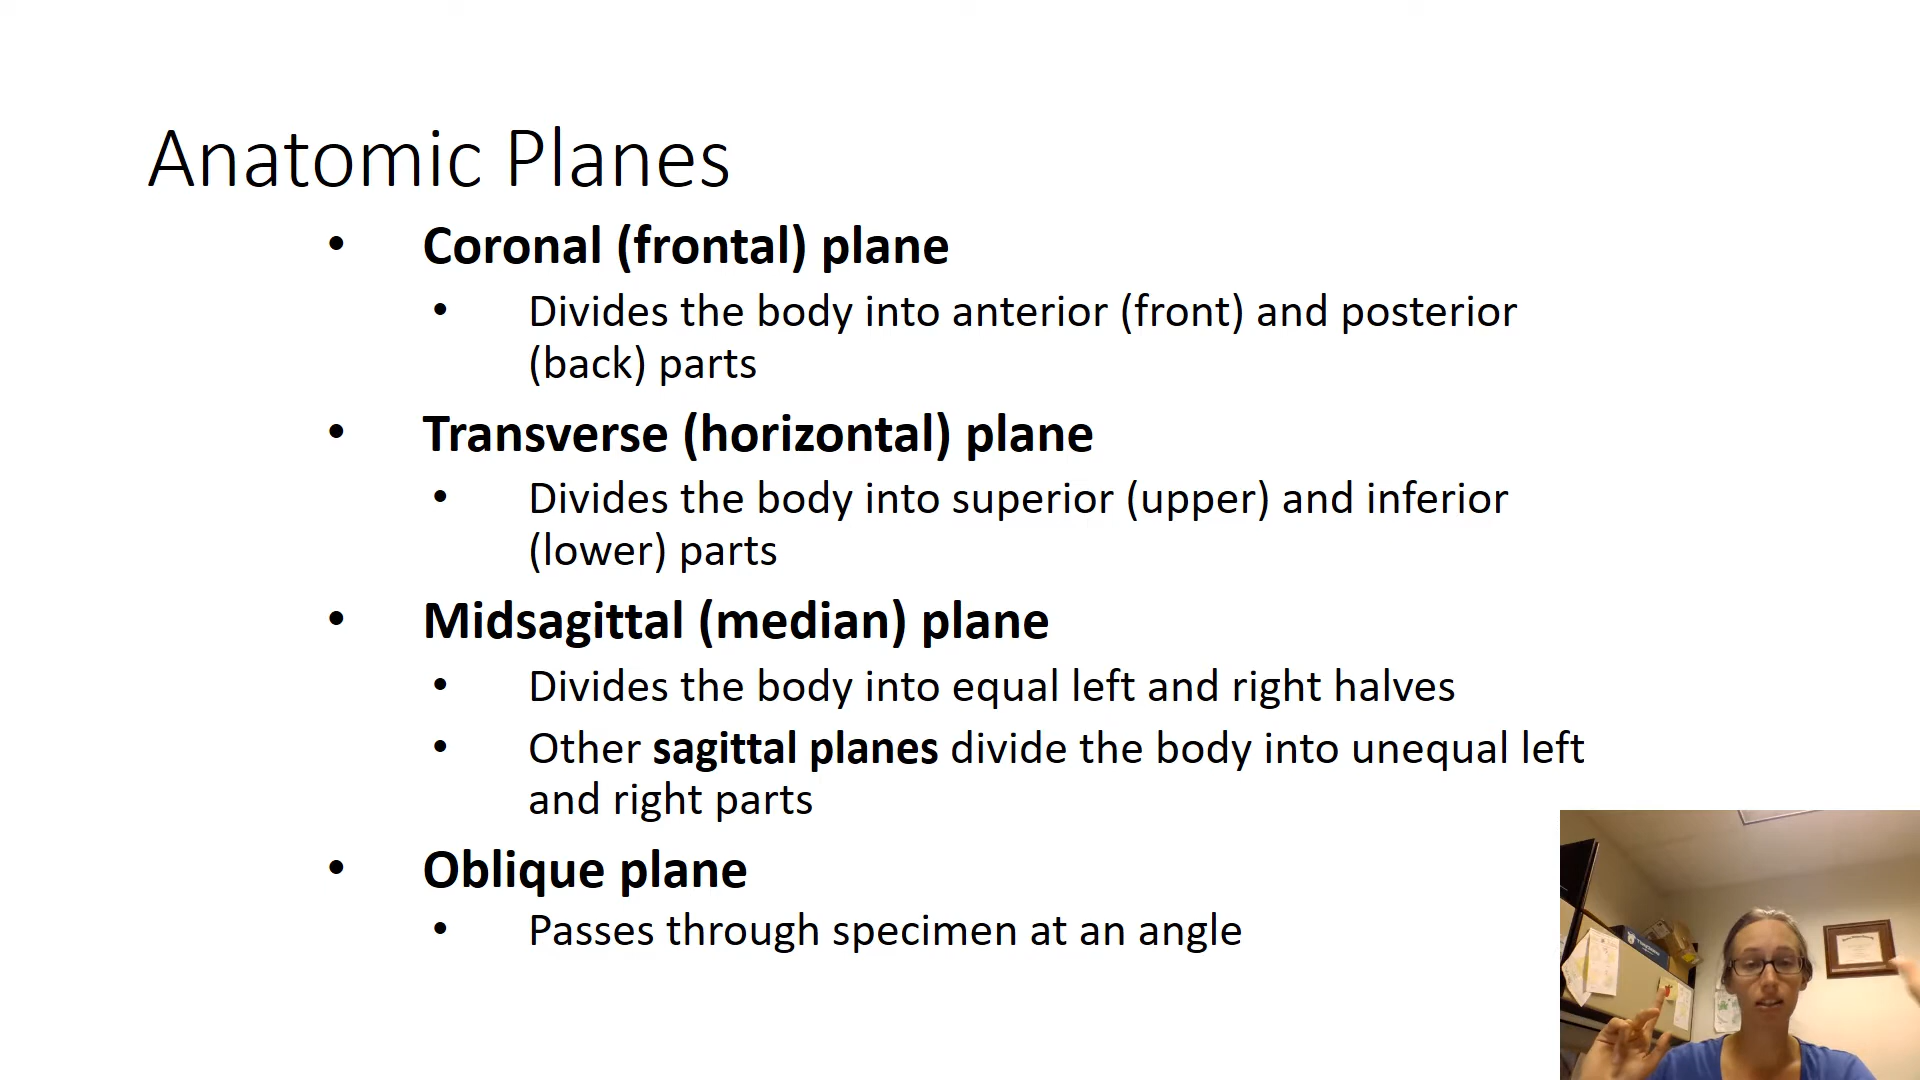 Anatomic Planes
• Coronal (frontal) plane
• Divides the body into anterior (front) and posterior
(back) parts
• Transverse (horizontal) plane
• Divides the body into superior (upper) and inferior
(lower) parts
• Midsagittal (median) plane
• Divides the body into equal left and right halves
• Other sagittal planes divide the body into unequal left
and right parts
• Oblique plane
• Passes through specimen at an angle